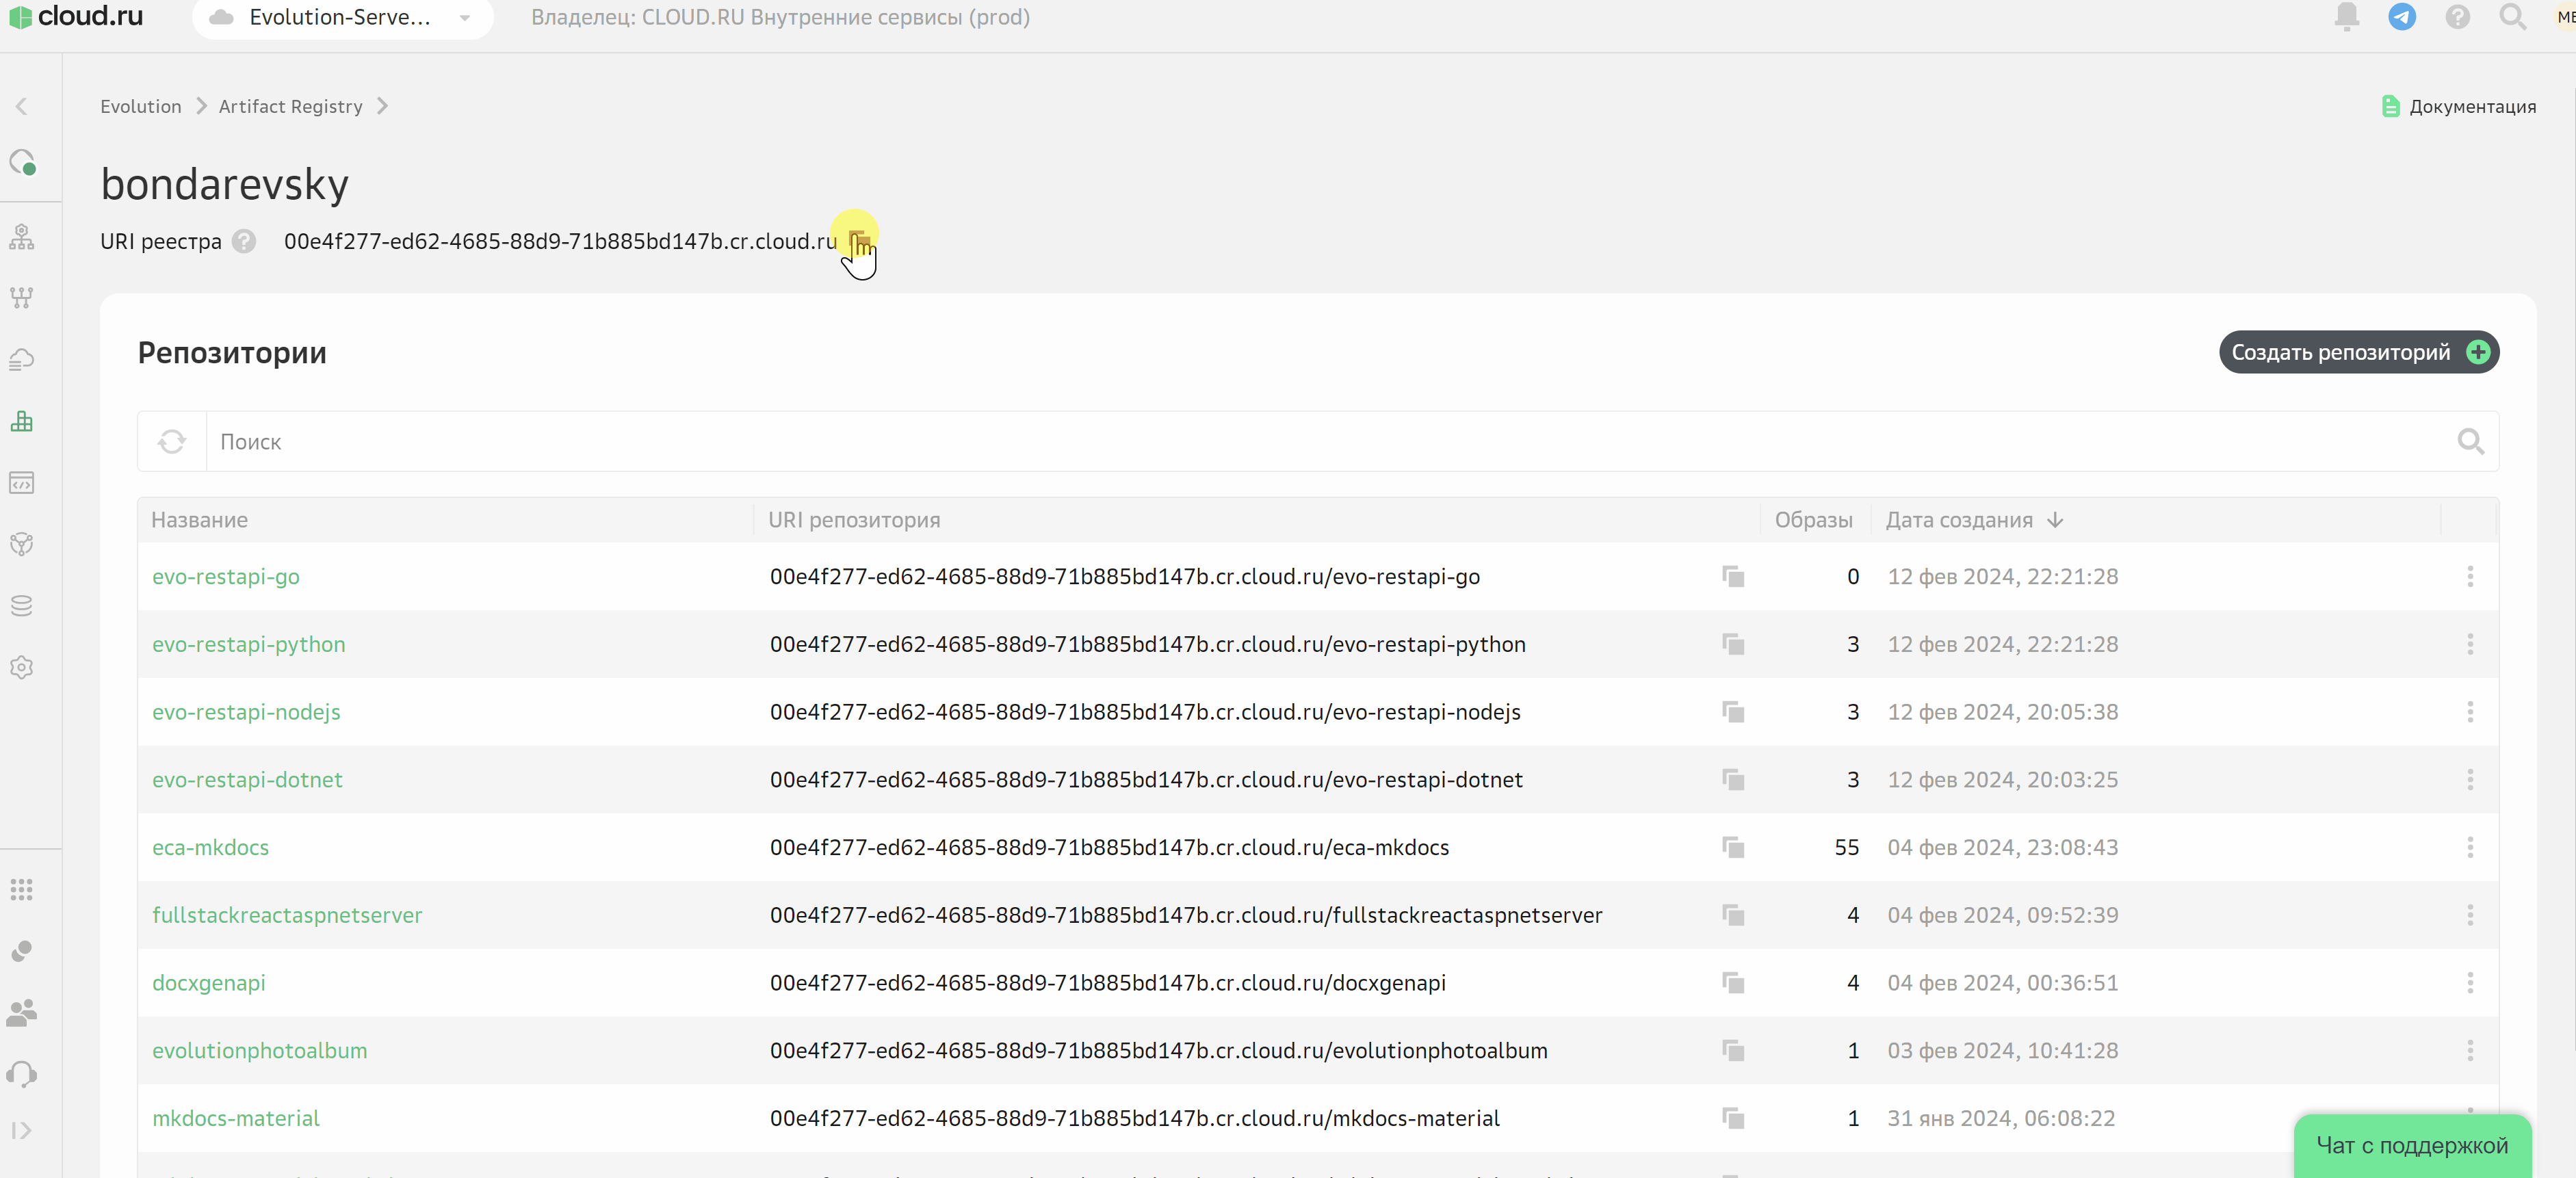 cloud.ru
Evolution-Serve...
Владелец: CLOUD.RU Внутренние сервисы (prod)
Evolution
Artifact Registry
Документация
bondarevsky
URI реестра
00e4f277-ed62-4685-88d9-71b885bd147b.cr.cloud.ru
Репозитории
Создать репозиторий
Поиск
Название URI репозитория Образы Дата создания
evo-restapi-go 00e4f277-ed62-4685-88d9-71b885bd147b.cr.cloud.ru/evo-restapi-go 0 12 фев 2024, 22:21:28
evo-restapi-python 00e4f277-ed62-4685-88d9-71b885bd147b.cr.cloud.ru/evo-restapi-python 3 12 фев 2024, 22:21:28
evo-restapi-nodejs 00e4f277-ed62-4685-88d9-71b885bd147b.cr.cloud.ru/evo-restapi-nodejs 3 12 фев 2024, 20:05:38
evo-restapi-dotnet 00e4f277-ed62-4685-88d9-71b885bd147b.cr.cloud.ru/evo-restapi-dotnet 3 12 фев 2024, 20:03:25
eca-mkdocs 00e4f277-ed62-4685-88d9-71b885bd147b.cr.cloud.ru/eca-mkdocs 55 04 фев 2024, 23:08:43
fullstackreactaspnetserver 00e4f277-ed62-4685-88d9-71b885bd147b.cr.cloud.ru/fullstackreactaspnetserver 4 04 фев 2024, 09:52:39
docxgenapi 00e4f277-ed62-4685-88d9-71b885bd147b.cr.cloud.ru/docxgenapi 4 04 фев 2024, 00:36:51
evolutionphotoalbum 00e4f277-ed62-4685-88d9-71b885bd147b.cr.cloud.ru/evolutionphotoalbum 1 03 фев 2024, 10:41:28
mkdocs-material 00e4f277-ed62-4685-88d9-71b885bd147b.cr.cloud.ru/mkdocs-material 1 31 янв 2024, 06:08:22
Чат с поддержкой